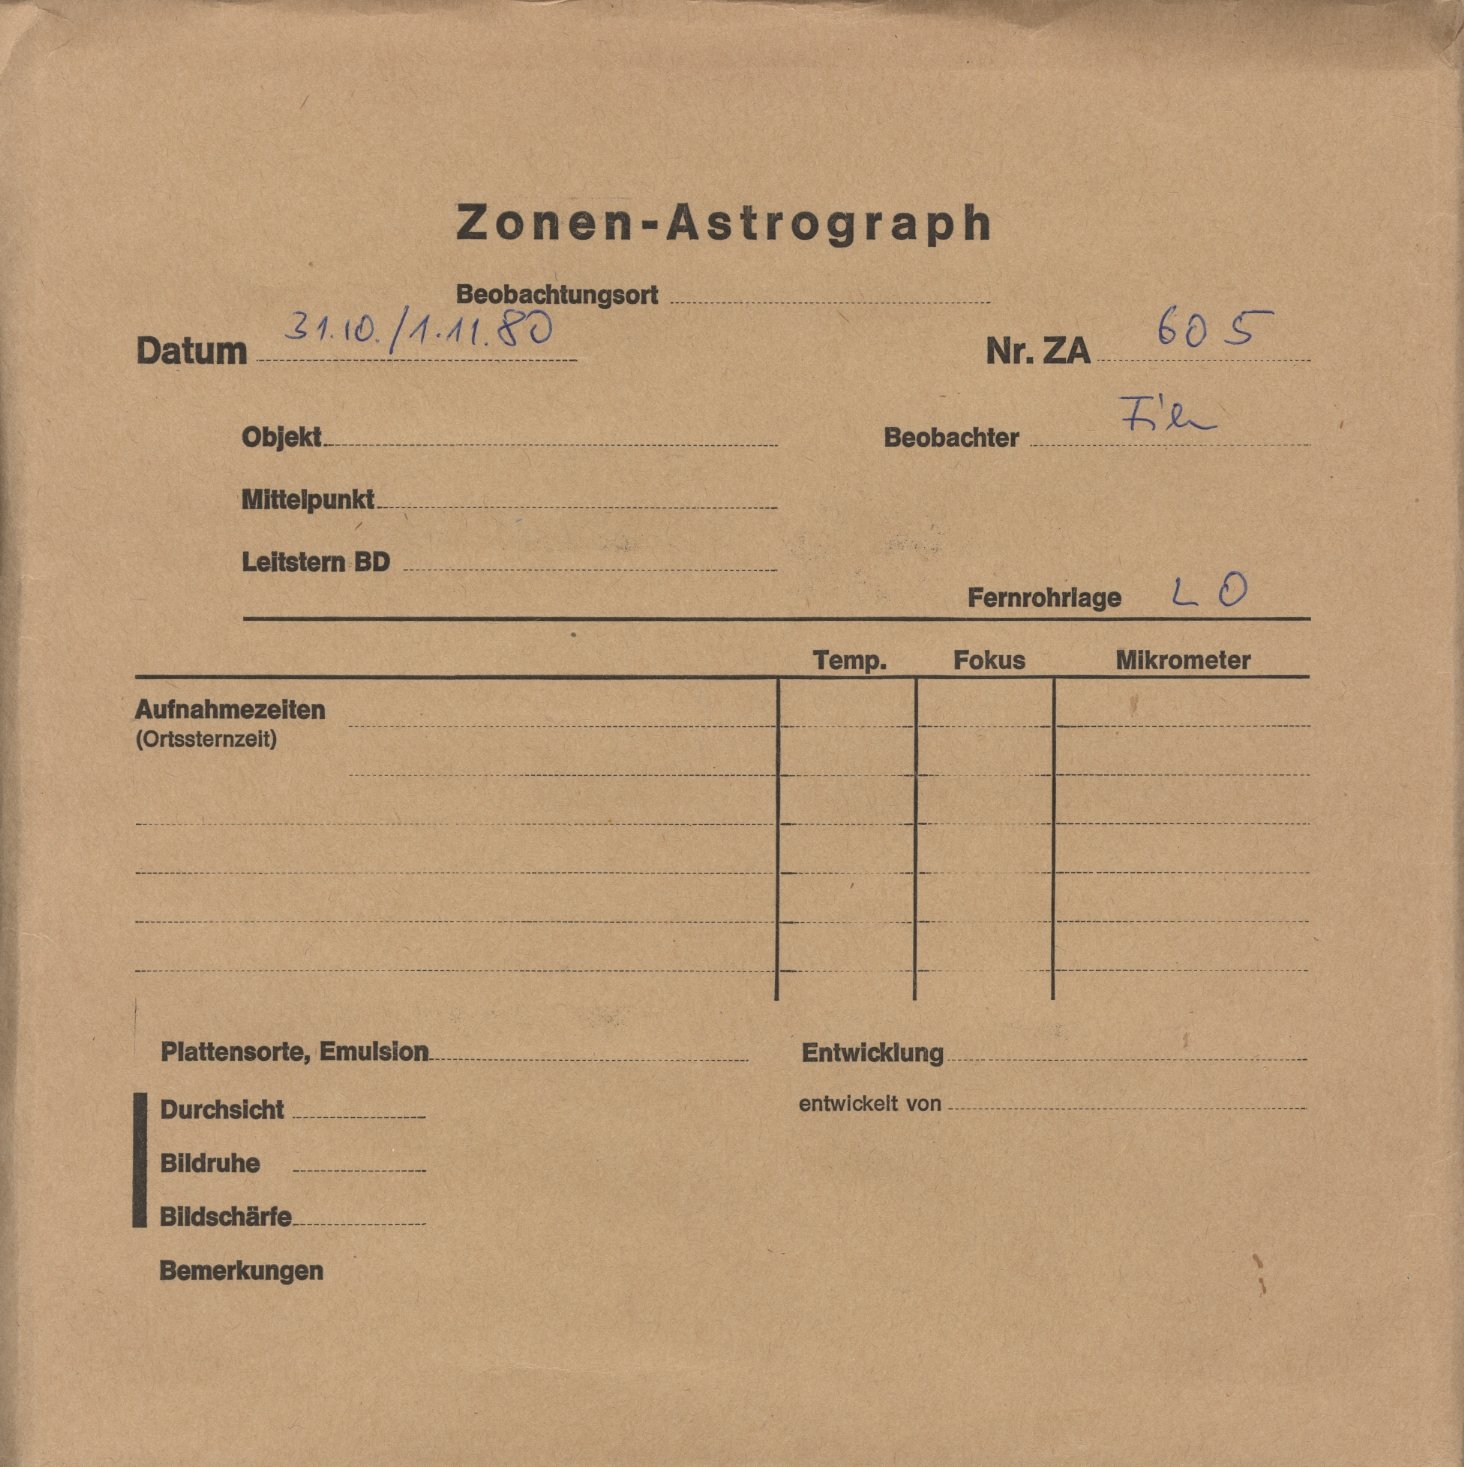 Zonen-Astrograph
Beobachtungsort
Datum 31.10./1.11.80
Nr. ZA 605
Objekt
Beobachter
Mittelpunkt
Leitstern BD
Fernrohrlage L O
Temp. Fokus Mikrometer
Aufnahmezeiten
(Ortssternzeit)
Plattensorte, Emulsion
Entwicklung
Durchsicht
entwickelt von
Bildruhe
Bildschärfe
Bemerkungen